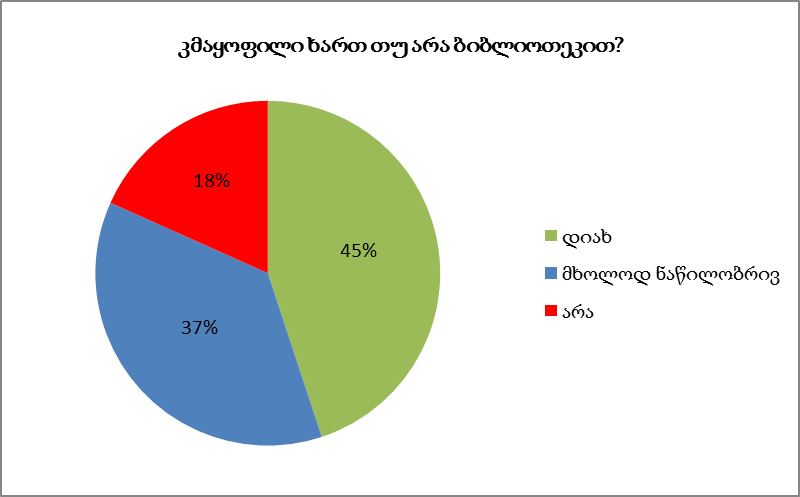 კმაყოფილი ხართ თუ არა ბიბლიოთეკით?
18%
45%
37%
დიახ
მხოლოდ ნაწილობრივ
არა